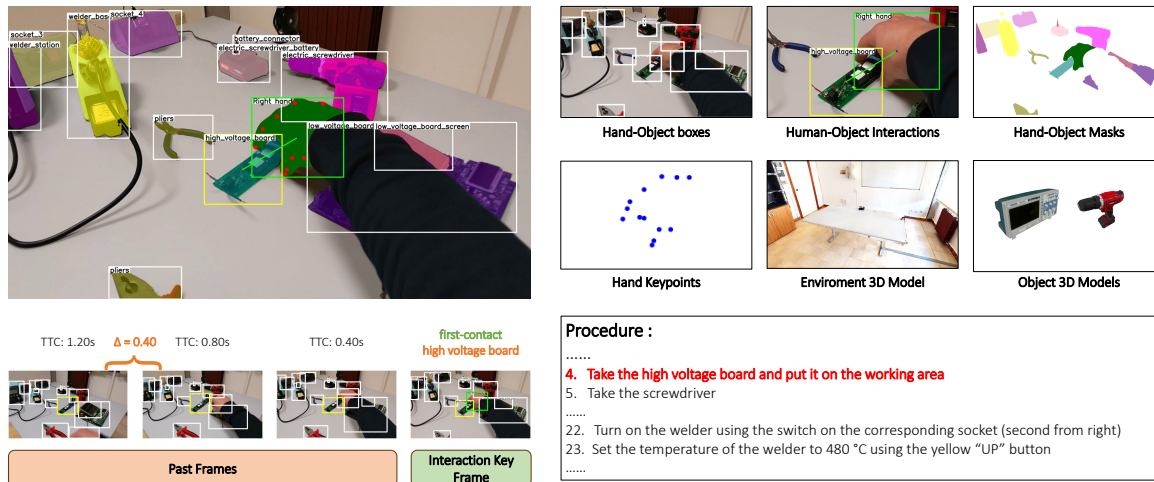 welder_bas
socket_4
socket_3
welder_station
battery_connector
electric_screwdriver_battery
electric_screwdriver
pliers
Right_hand
low_voltage_board
low_voltage_board_screen
high_voltage_board
pliers
Hand-Object boxes
Right hand
high_voltage_board
Human-Object Interactions
Hand-Object Masks
Hand Keypoints
Enviroment 3D Model
Object 3D Models
TTC: 1.20s
Δ = 0.40
TTC: 0.80s
TTC: 0.40s
first-contact
high voltage board
Past Frames
Interaction Key
Frame
Procedure :
......
4. Take the high voltage board and put it on the working area
5. Take the screwdriver
......
22. Turn on the welder using the switch on the corresponding socket (second from right)
23. Set the temperature of the welder to 480 °C using the yellow “UP” button
......